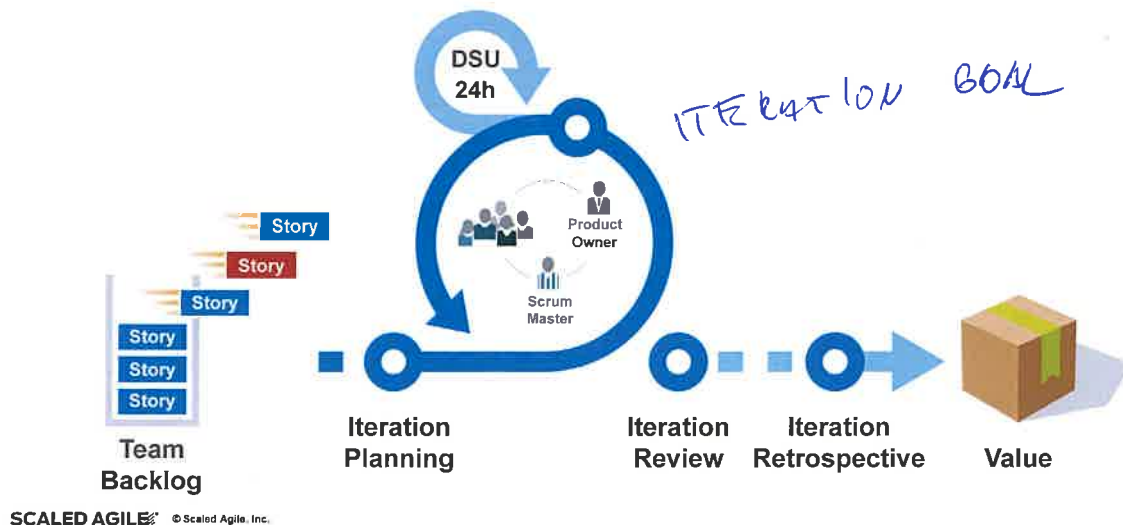 DSU
24h
ITERATION GOAL
Story
Story
Story
Story
Story
Story
Product
Owner
Scrum
Master
Team
Backlog
Iteration
Planning
Iteration
Review
Iteration
Retrospective
Value
SCALED AGILE © Scaled Agile, Inc.